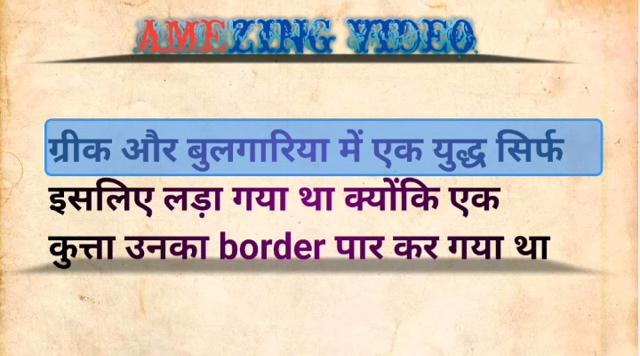 AMEZING VIDEO
ग्रीक और बुलगारिया में एक युद्ध सिर्फ
इसलिए लड़ा गया था क्योंकि एक
कुत्ता उनका border पार कर गया था